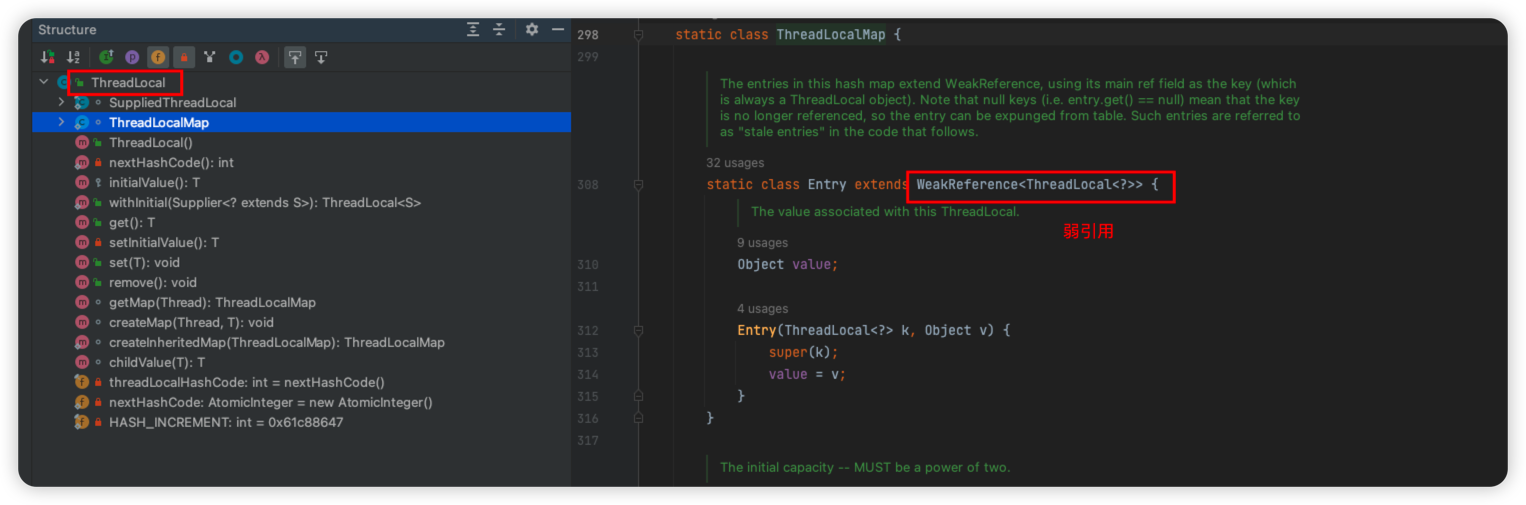 Structure
ThreadLocal
SuppliedThreadLocal
ThreadLocalMap
ThreadLocal()
nextHashCode(): int
initialValue(): T
withInitial(Supplier<? extends S>): ThreadLocal<S>
get(): T
setInitialValue(): T
set(T): void
remove(): void
getMap(Thread): ThreadLocalMap
createMap(Thread, T): void
createInheritedMap(ThreadLocalMap): ThreadLocalMap
childValue(T): T
threadLocalHashCode: int = nextHashCode()
nextHashCode: AtomicInteger = new AtomicInteger()
HASH_INCREMENT: int = 0x61c88647
298 static class ThreadLocalMap {
299
The entries in this hash map extend WeakReference, using its main ref field as the key (which
is always a ThreadLocal object). Note that null keys (i.e. entry.get() == null) mean that the key
is no longer referenced, so the entry can be expunged from table. Such entries are referred to
as "stale entries" in the code that follows.
32 usages
308 static class Entry extends WeakReference<ThreadLocal<?>> {
The value associated with this ThreadLocal.
弱引用
9 usages
310 Object value;
311
4 usages
312 Entry(ThreadLocal<?> k, Object v) {
313 super(k);
314 value = v;
315 }
316 }
317
The initial capacity -- MUST be a power of two.